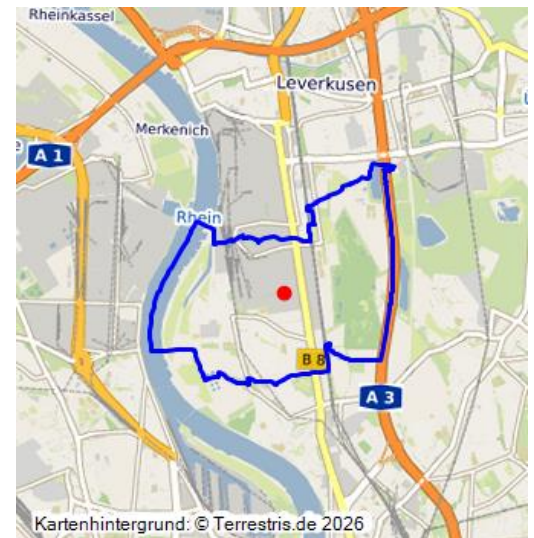 Rheinkassel
Leverkusen
Merkenich
A 1
Rhein
B 8
A 3
Kartenhintergrund: © Terrestris.de 2026